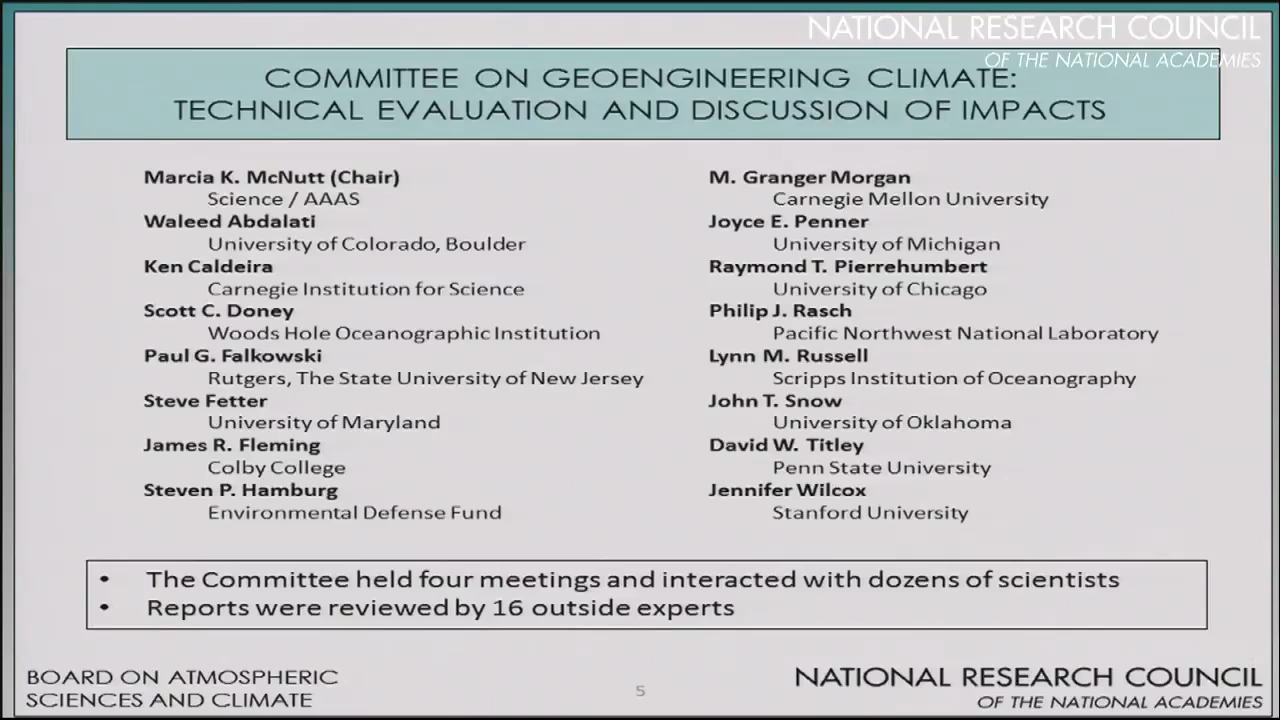 NATIONAL RESEARCH COUNCIL
OF THE NATIONAL ACADEMIES
COMMITTEE ON GEOENGINEERING CLIMATE:
TECHNICAL EVALUATION AND DISCUSSION OF IMPACTS
Marcia K. McNutt (Chair)
Science / AAAS
Waleed Abdalati
University of Colorado, Boulder
Ken Caldeira
Carnegie Institution for Science
Scott C. Doney
Woods Hole Oceanographic Institution
Paul G. Falkowski
Rutgers, The State University of New Jersey
Steve Fetter
University of Maryland
James R. Fleming
Colby College
Steven P. Hamburg
Environmental Defense Fund
M. Granger Morgan
Carnegie Mellon University
Joyce E. Penner
University of Michigan
Raymond T. Pierrehumbert
University of Chicago
Philip J. Rasch
Pacific Northwest National Laboratory
Lynn M. Russell
Scripps Institution of Oceanography
John T. Snow
University of Oklahoma
David W. Titley
Penn State University
Jennifer Wilcox
Stanford University
• The Committee held four meetings and interacted with dozens of scientists
• Reports were reviewed by 16 outside experts
BOARD ON ATMOSPHERIC
SCIENCES AND CLIMATE
5
NATIONAL RESEARCH COUNCIL
OF THE NATIONAL ACADEMIES